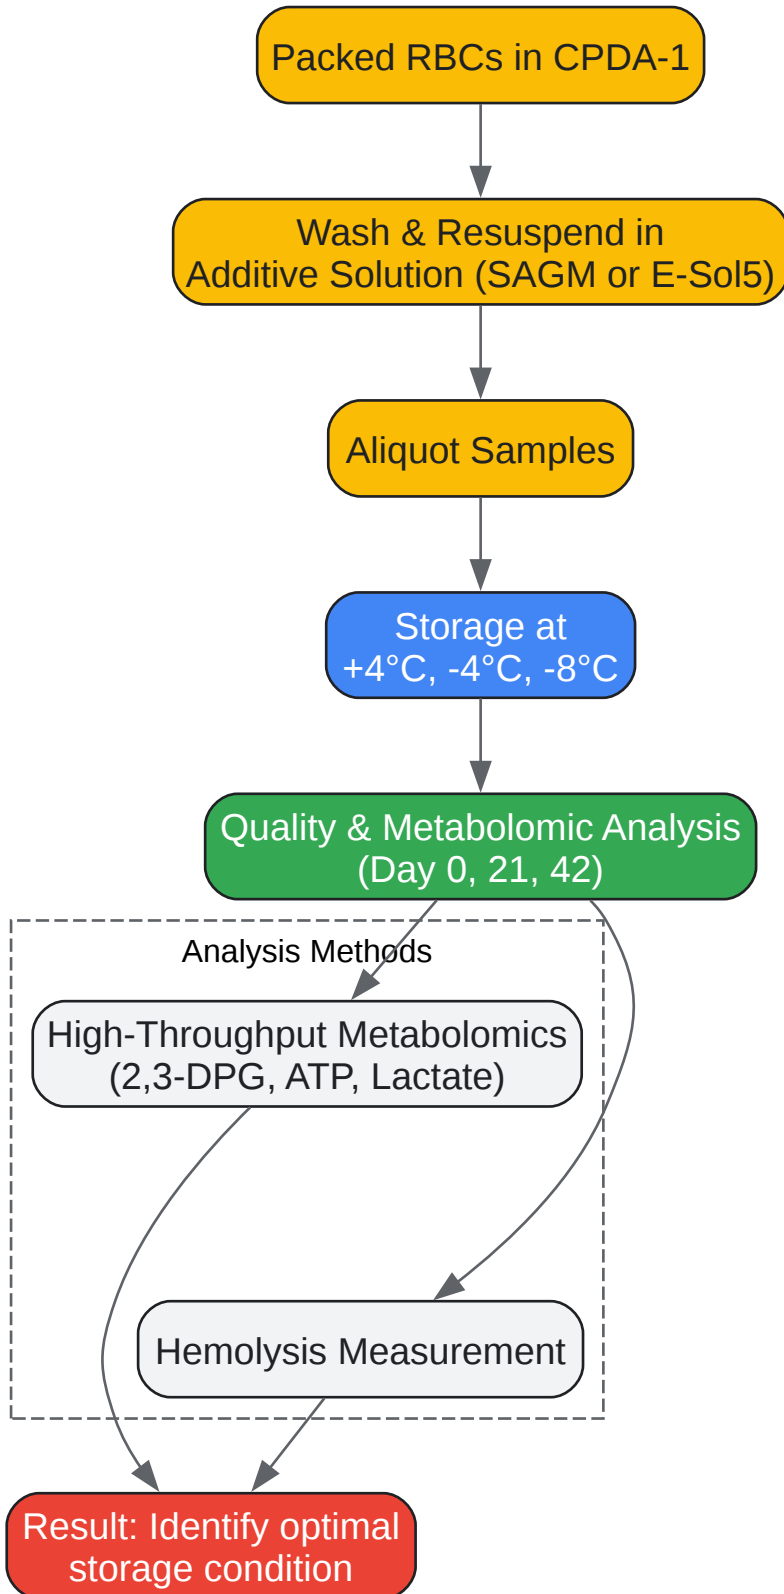 Packed RBCs in CPDA-1
Wash & Resuspend in
Additive Solution (SAGM or E-Sol5)
Aliquot Samples
Storage at
+4°C, -4°C, -8°C
Quality & Metabolomic Analysis
(Day 0, 21, 42)
Analysis Methods
High-Throughput Metabolomics
(2,3-DPG, ATP, Lactate)
Hemolysis Measurement
Result: Identify optimal
storage condition